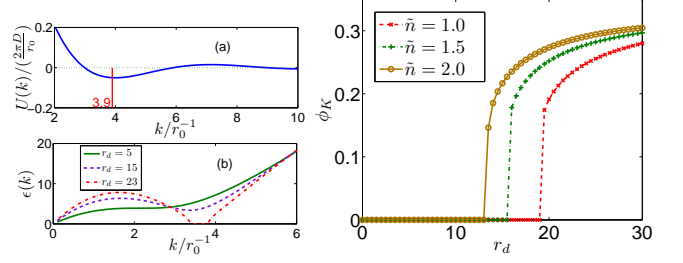 0.2
0
−0.2
U(k)/(2πD/r₀)
(a)
3.9
2 4 6 8 10
k/r₀⁻¹
20
10
0
ϵ(k)
r_d = 5
r_d = 15
r_d = 23
(b)
0 2 4 6
k/r₀⁻¹
0.3
0.2
0.1
0
ϕ_K
ñ = 1.0
ñ = 1.5
ñ = 2.0
0 10 20 30
r_d